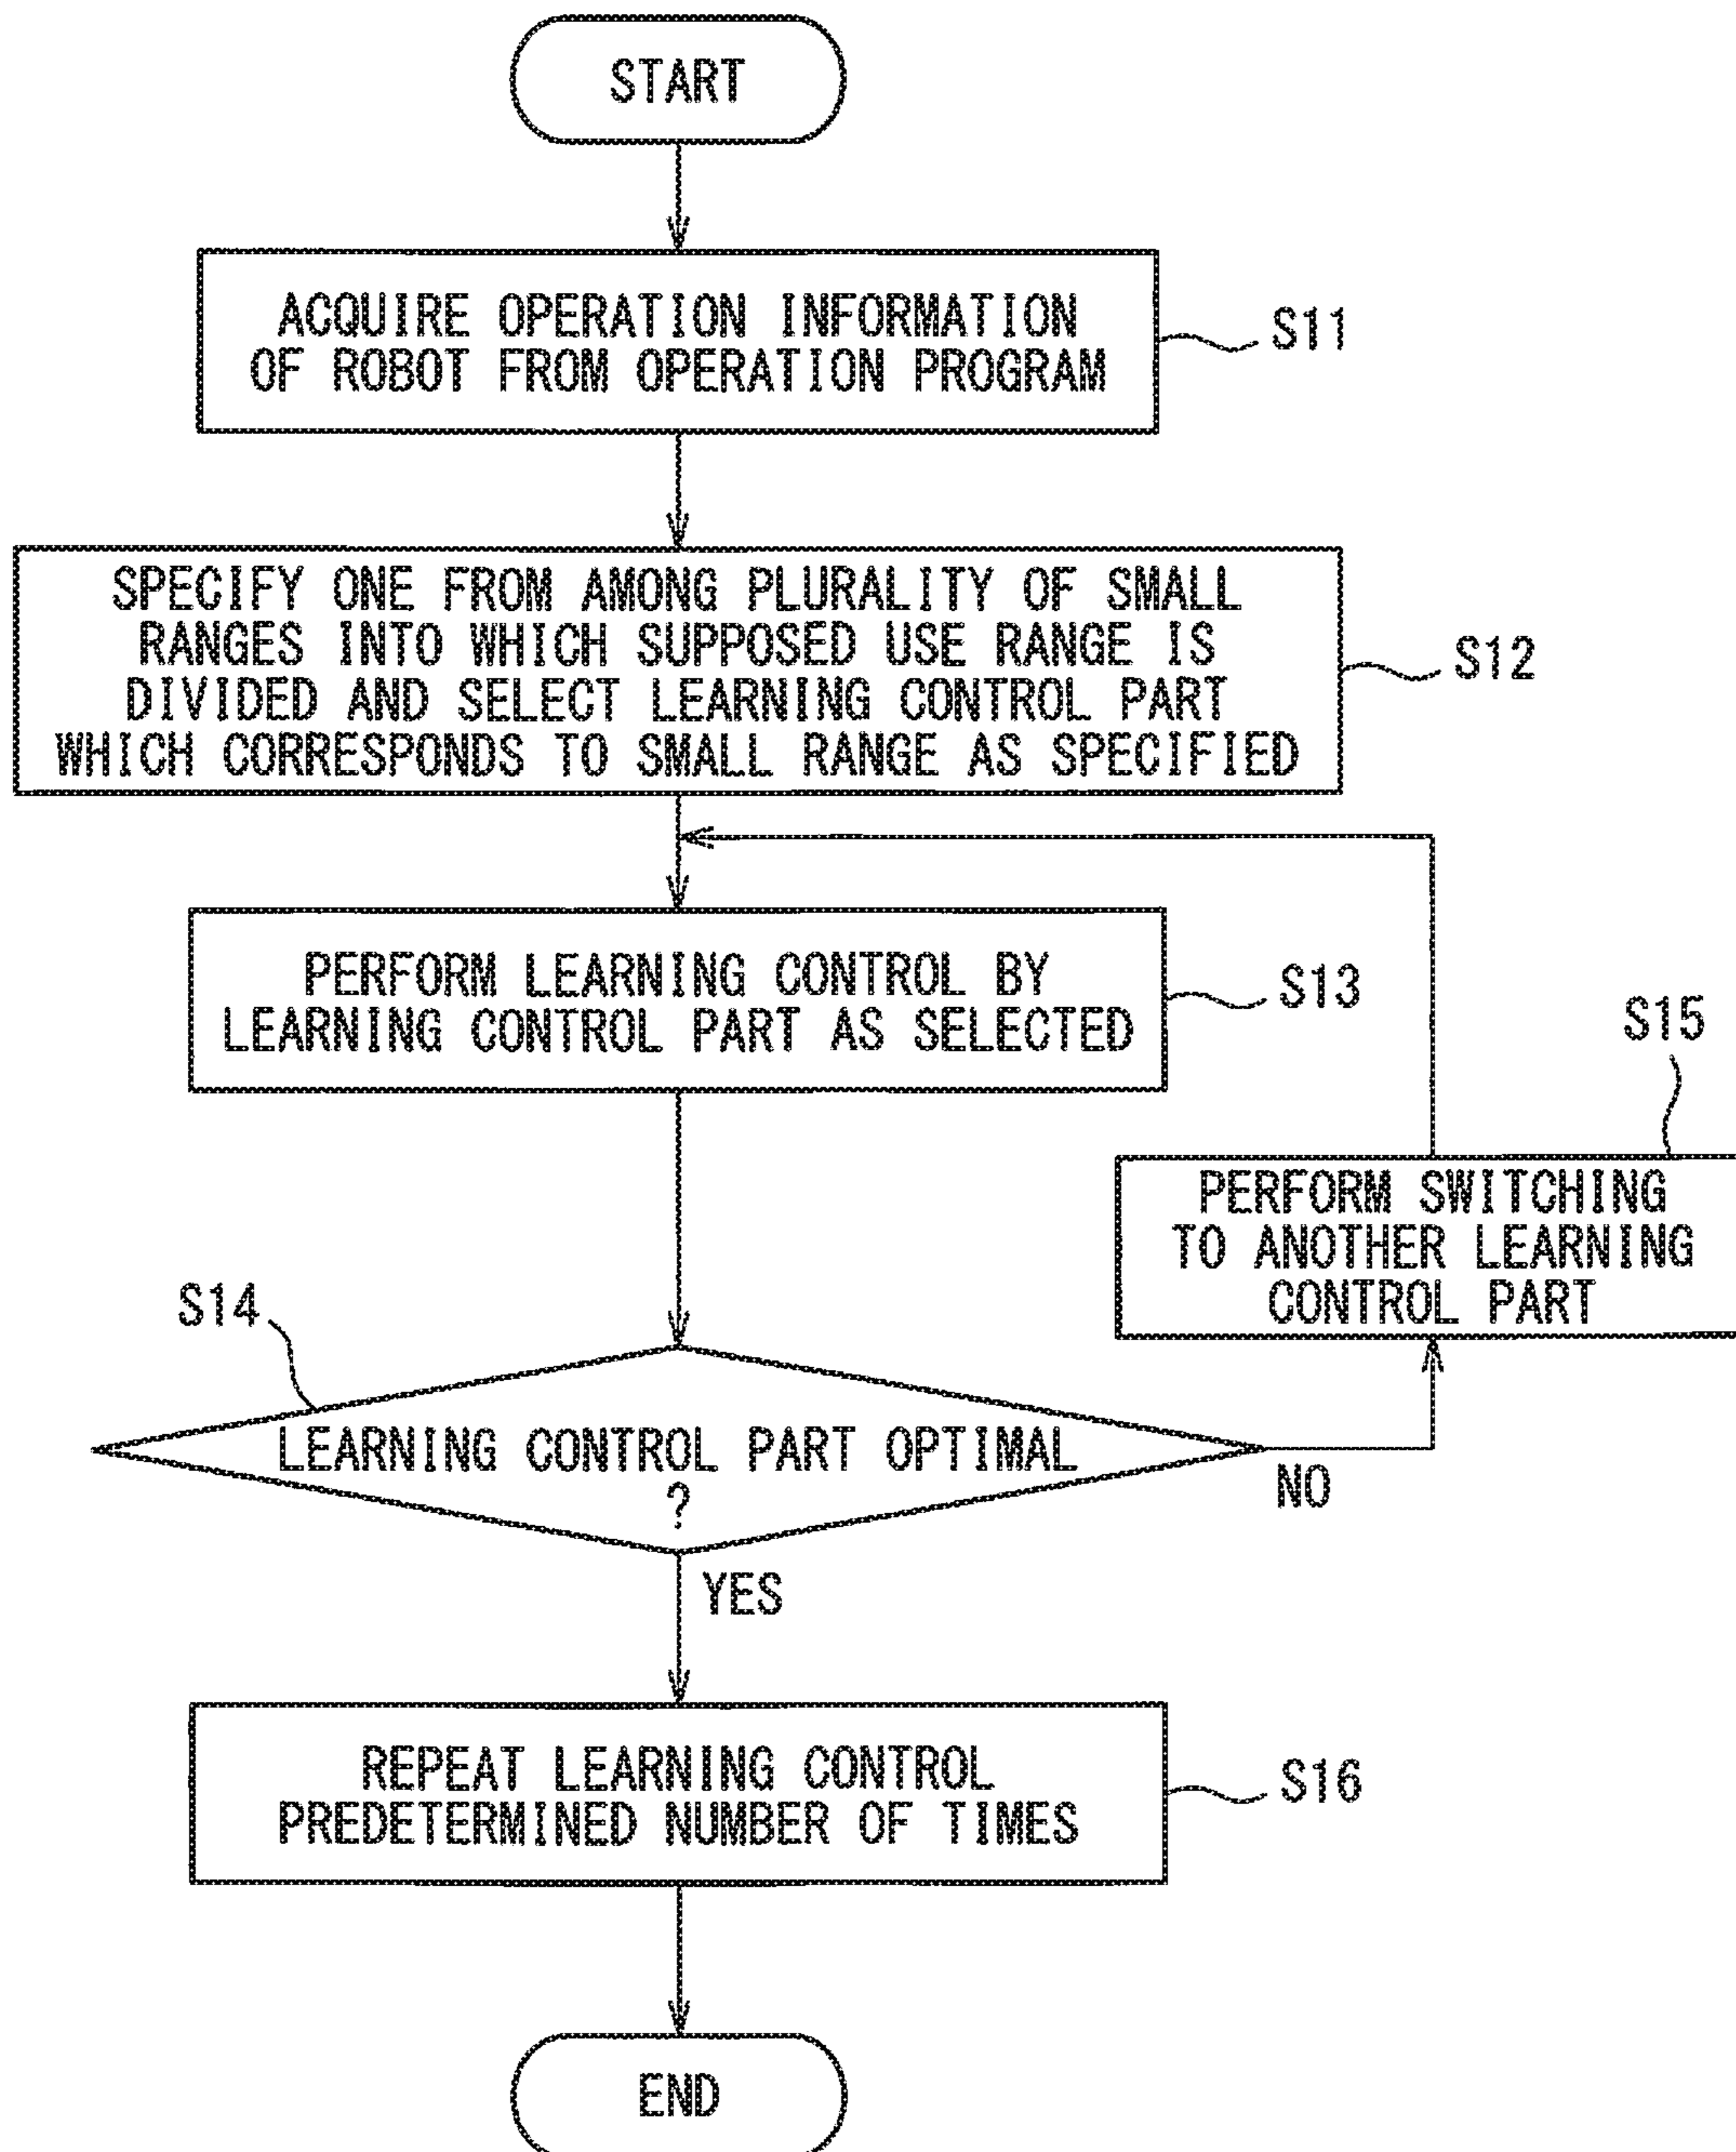 START
ACQUIRE OPERATION INFORMATION
OF ROBOT FROM OPERATION PROGRAM
S11
SPECIFY ONE FROM AMONG PLURALITY OF SMALL
RANGES INTO WHICH SUPPOSED USE RANGE IS
DIVIDED AND SELECT LEARNING CONTROL PART
WHICH CORRESPONDS TO SMALL RANGE AS SPECIFIED
S12
PERFORM LEARNING CONTROL BY
LEARNING CONTROL PART AS SELECTED
S13
S15
PERFORM SWITCHING
TO ANOTHER LEARNING
CONTROL PART
S14
LEARNING CONTROL PART OPTIMAL
?
NO
YES
REPEAT LEARNING CONTROL
PREDETERMINED NUMBER OF TIMES
S16
END